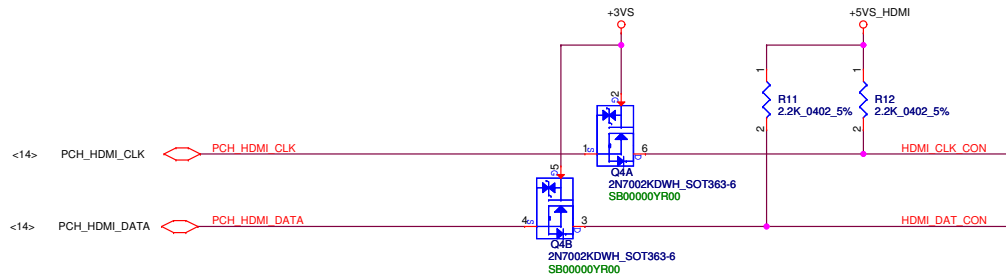 +3VS
+5VS_HDMI
1
1
R11
2.2K_0402_5%
R12
2.2K_0402_5%
2
2
2
G
<14>
PCH_HDMI_CLK
PCH_HDMI_CLK
1
S
D
6
HDMI_CLK_CON
Q4A
2N7002KDWH_SOT363-6
SB00000YR00
5
G
<14>
PCH_HDMI_DATA
PCH_HDMI_DATA
4
S
D
3
HDMI_DAT_CON
Q4B
2N7002KDWH_SOT363-6
SB00000YR00